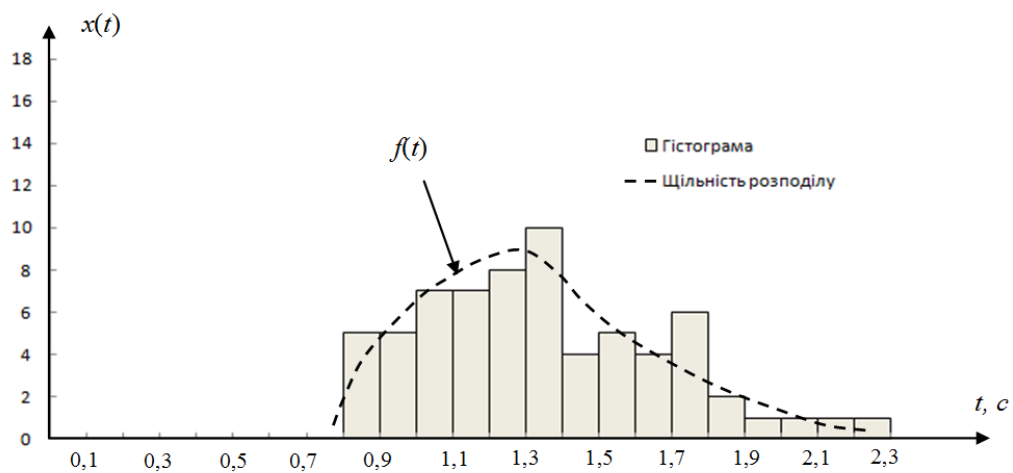 x(t)
18
16
14
12
10
8
6
4
2
0
f(t)
Гістограма
Щільність розподілу
t, c
0,1 0,3 0,5 0,7 0,9 1,1 1,3 1,5 1,7 1,9 2,1 2,3